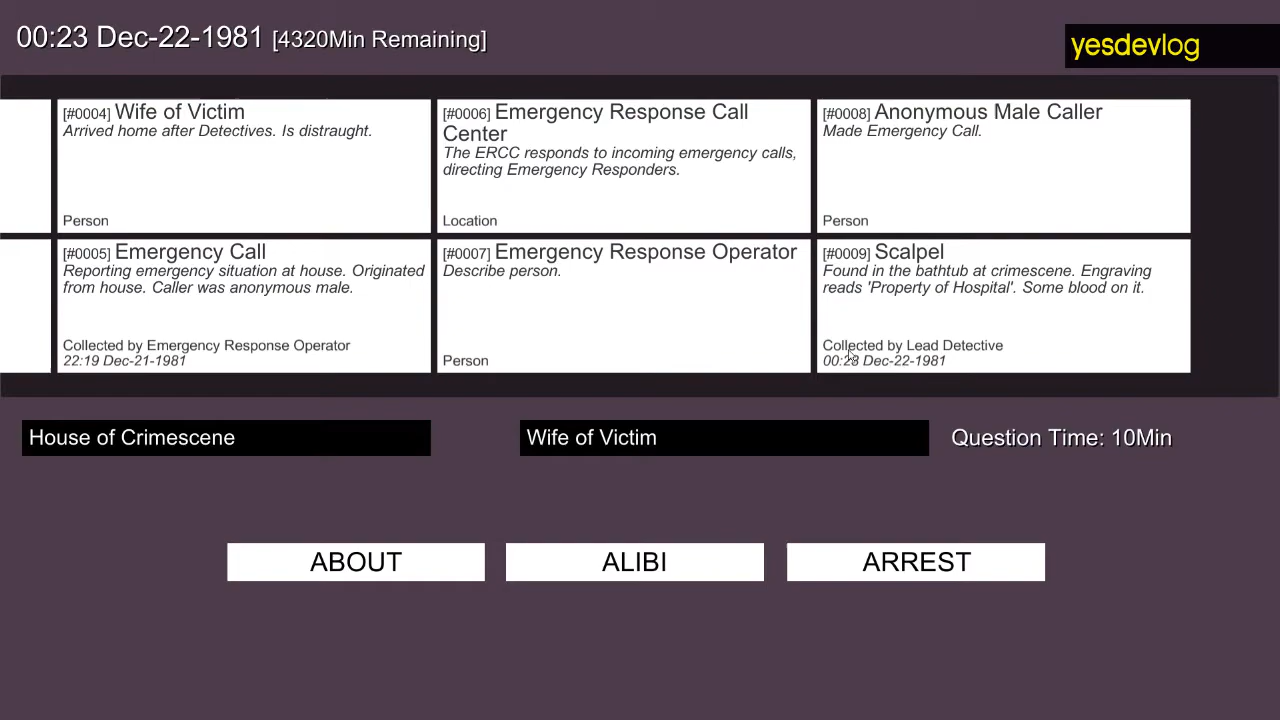 00:23 Dec-22-1981 [4320Min Remaining]
yesdevlog
[#0004] Wife of Victim
Arrived home after Detectives. Is distraught.
Person
[#0006] Emergency Response Call
Center
The ERCC responds to incoming emergency calls,
directing Emergency Responders.
Location
[#0008] Anonymous Male Caller
Made Emergency Call.
Person
[#0005] Emergency Call
Reporting emergency situation at house. Originated
from house. Caller was anonymous male.
Collected by Emergency Response Operator
22:19 Dec-21-1981
[#0007] Emergency Response Operator
Describe person.
Person
[#0009] Scalpel
Found in the bathtub at crimescene. Engraving
reads 'Property of Hospital'. Some blood on it.
Collected by Lead Detective
00:23 Dec-22-1981
House of Crimescene
Wife of Victim
Question Time: 10Min
ABOUT
ALIBI
ARREST